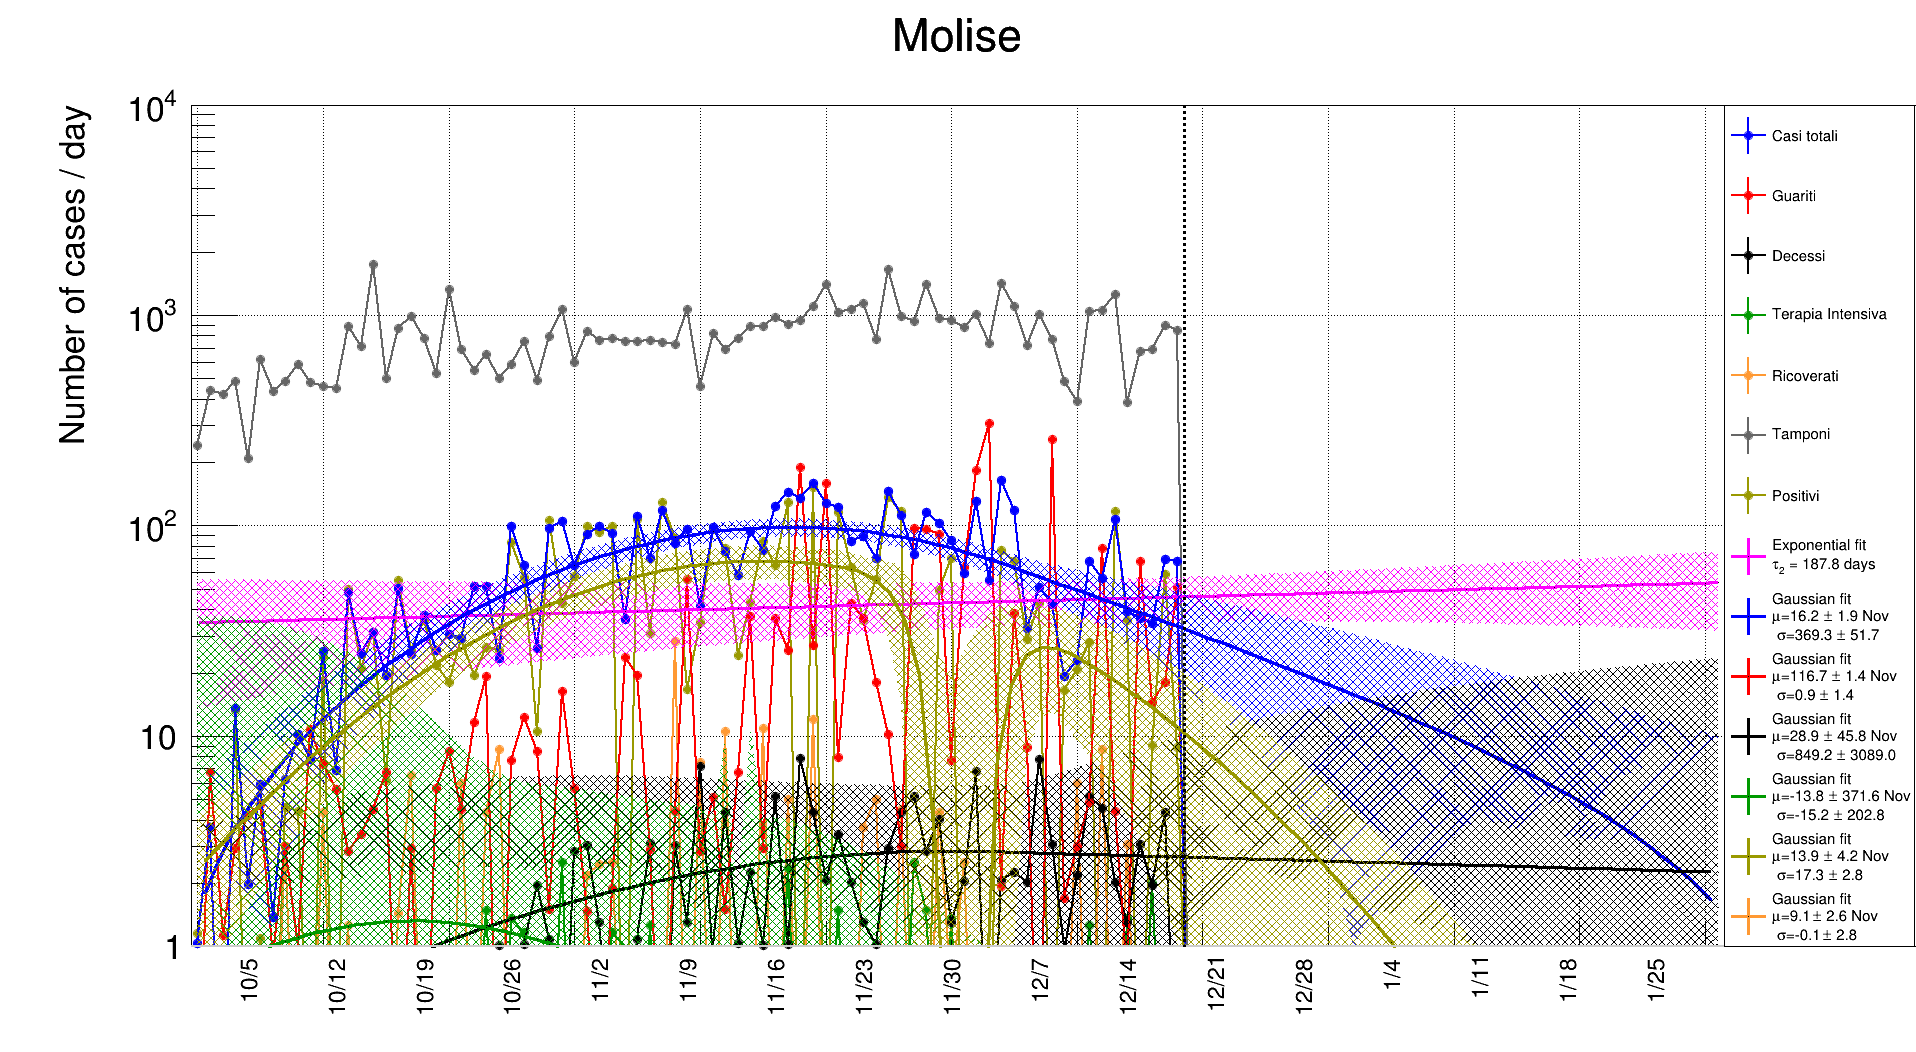 Molise
Number of cases / day
10^4
10^3
10^2
10
1
10/5
10/12
10/19
10/26
11/2
11/9
11/16
11/23
11/30
12/7
12/14
12/21
12/28
1/4
1/11
1/18
1/25
Casi totali
Guariti
Decessi
Terapia Intensiva
Ricoverati
Tamponi
Positivi
Exponential fit
τ₂ = 187.8 days
Gaussian fit
μ=16.2 ± 1.9 Nov
σ=369.3 ± 51.7
Gaussian fit
μ=116.7 ± 1.4 Nov
σ=0.9 ± 1.4
Gaussian fit
μ=28.9 ± 45.8 Nov
σ=849.2 ± 3089.0
Gaussian fit
μ=-13.8 ± 371.6 Nov
σ=-15.2 ± 202.8
Gaussian fit
μ=13.9 ± 4.2 Nov
σ=17.3 ± 2.8
Gaussian fit
μ=9.1 ± 2.6 Nov
σ=-0.1 ± 2.8